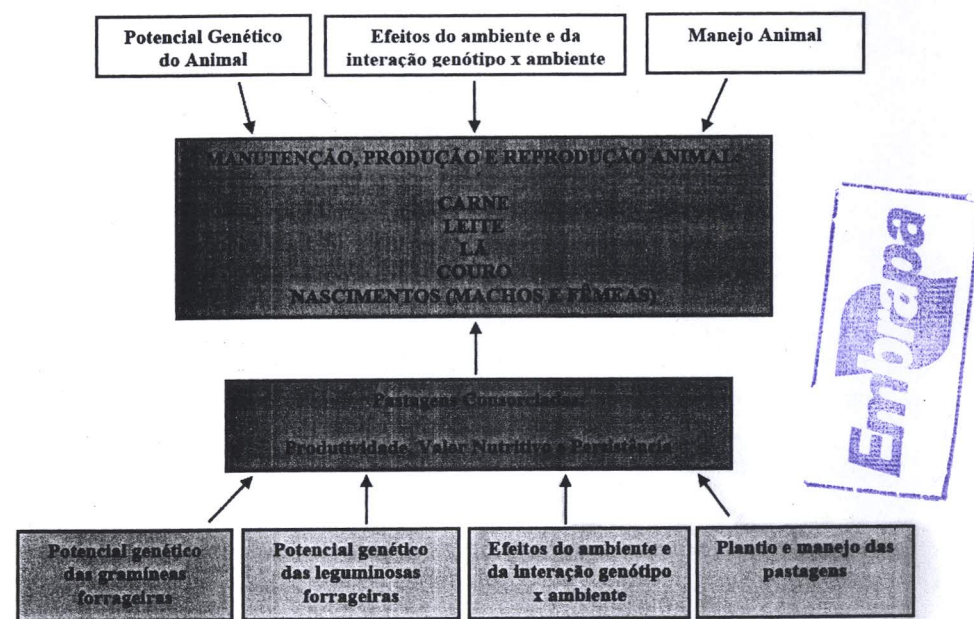 Potencial Genético
do Animal
Efeitos do ambiente e da
interação genótipo x ambiente
Manejo Animal
MANUTENÇÃO, PRODUÇÃO E REPRODUÇÃO ANIMAL:
CARNE
LEITE
LÃ
COURO
NASCIMENTOS (MACHOS E FÊMEAS)
Pastagens Consorciadas:
Produtividade, Valor Nutritivo e Persistência
Potencial genético
das gramíneas
forrageiras
Potencial genético
das leguminosas
forrageiras
Efeitos do ambiente e
da interação genótipo
x ambiente
Plantio e manejo das
pastagens
Embrapa